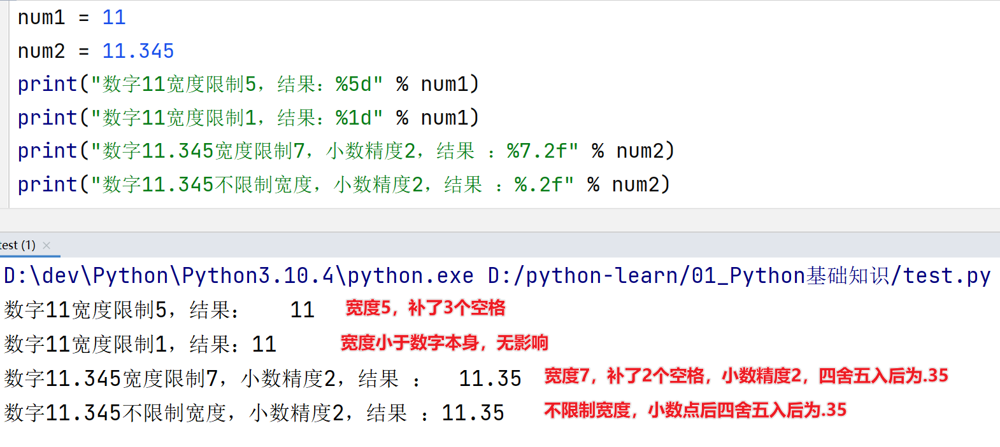 num1 = 11
num2 = 11.345
print("数字11宽度限制5，结果：%5d" % num1)
print("数字11宽度限制1，结果：%1d" % num1)
print("数字11.345宽度限制7，小数精度2，结果 ：%7.2f" % num2)
print("数字11.345不限制宽度，小数精度2，结果 ：%.2f" % num2)
test (1) ×
D:\dev\Python\Python3.10.4\python.exe D:/python-learn/01_Python基础知识/test.py
数字11宽度限制5，结果：   11 宽度5，补了3个空格
数字11宽度限制1，结果：11 宽度小于数字本身，无影响
数字11.345宽度限制7，小数精度2，结果 ：  11.35 宽度7，补了2个空格，小数精度2，四舍五入后为.35
数字11.345不限制宽度，小数精度2，结果 ：11.35 不限制宽度，小数点后四舍五入后为.35